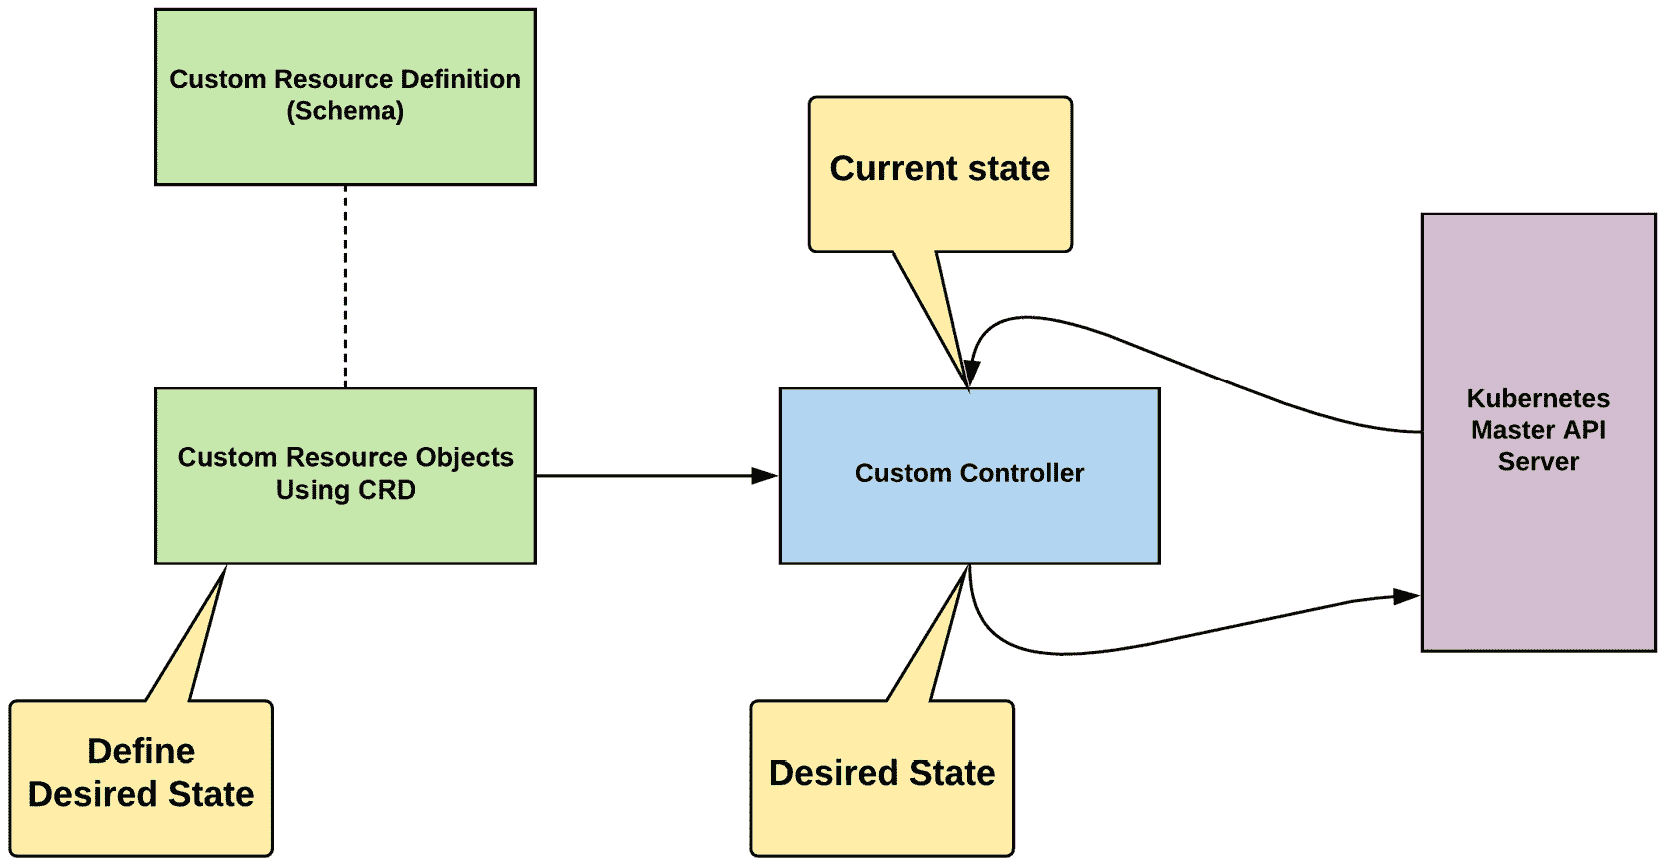 Custom Resource Definition
(Schema)
Current state
Kubernetes
Master API
Server
Custom Resource Objects
Using CRD
Custom Controller
Define
Desired State
Desired State